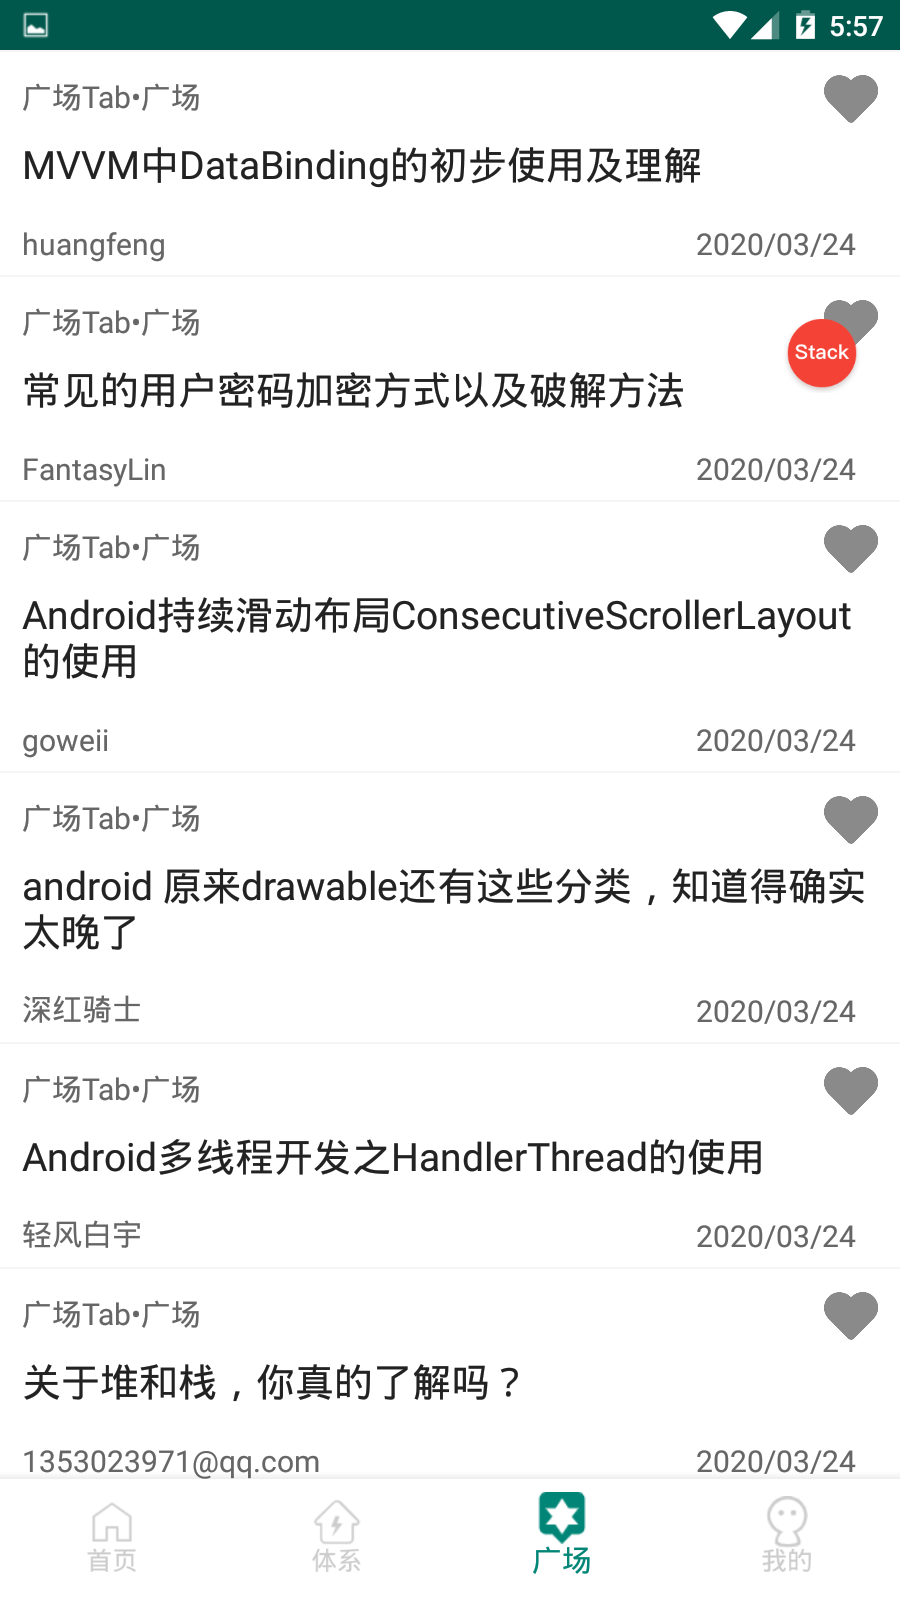 5:57
广场Tab•广场
MVVM中DataBinding的初步使用及理解
huangfeng 2020/03/24
广场Tab•广场
Stack
常见的用户密码加密方式以及破解方法
FantasyLin 2020/03/24
广场Tab•广场
Android持续滑动布局ConsecutiveScrollerLayout
的使用
goweii 2020/03/24
广场Tab•广场
android 原来drawable还有这些分类，知道得确实
太晚了
深红骑士 2020/03/24
广场Tab•广场
Android多线程开发之HandlerThread的使用
轻风白宇 2020/03/24
广场Tab•广场
关于堆和栈，你真的了解吗？
1353023971@qq.com 2020/03/24
首页 体系 广场 我的